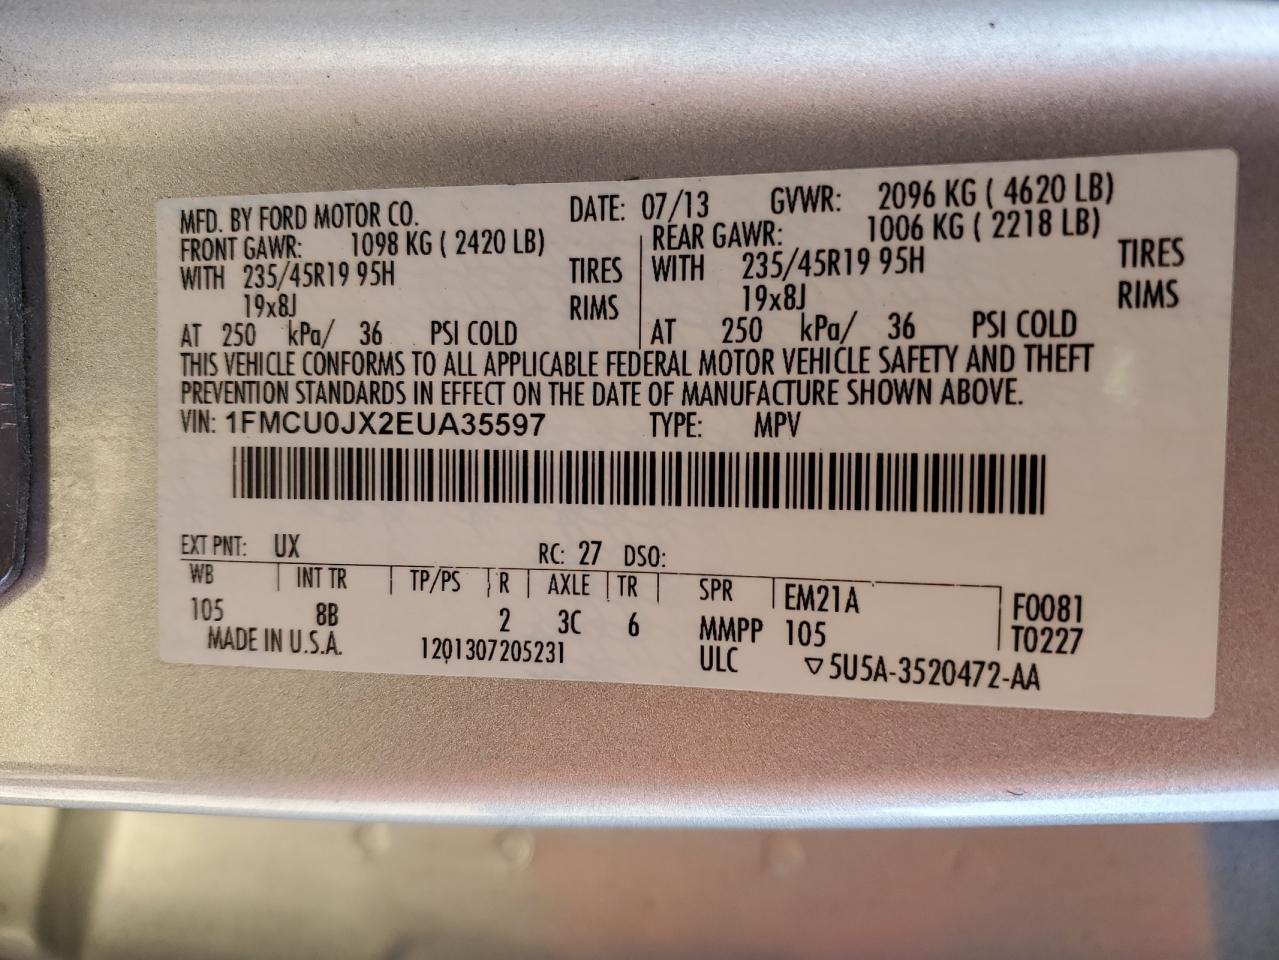 MFD. BY FORD MOTOR CO. DATE: 07/13 GVWR: 2096 KG ( 4620 LB)
FRONT GAWR: 1098 KG ( 2420 LB) REAR GAWR: 1006 KG ( 2218 LB)
WITH 235/45R19 95H TIRES WITH 235/45R19 95H TIRES
19x8J RIMS 19x8J RIMS
AT 250 kPa/ 36 PSI COLD AT 250 kPa/ 36 PSI COLD
THIS VEHICLE CONFORMS TO ALL APPLICABLE FEDERAL MOTOR VEHICLE SAFETY AND THEFT
PREVENTION STANDARDS IN EFFECT ON THE DATE OF MANUFACTURE SHOWN ABOVE.
VIN: 1FMCU0JX2EUA35597 TYPE: MPV
EXT PNT: UX RC: 27 DSO:
WB INT TR TP/PS R AXLE TR SPR EM21A F0081
105 8B 2 3C 6 MMPP 105 T0227
MADE IN U.S.A. 1201307205231 ULC ▽5U5A-3520472-AA